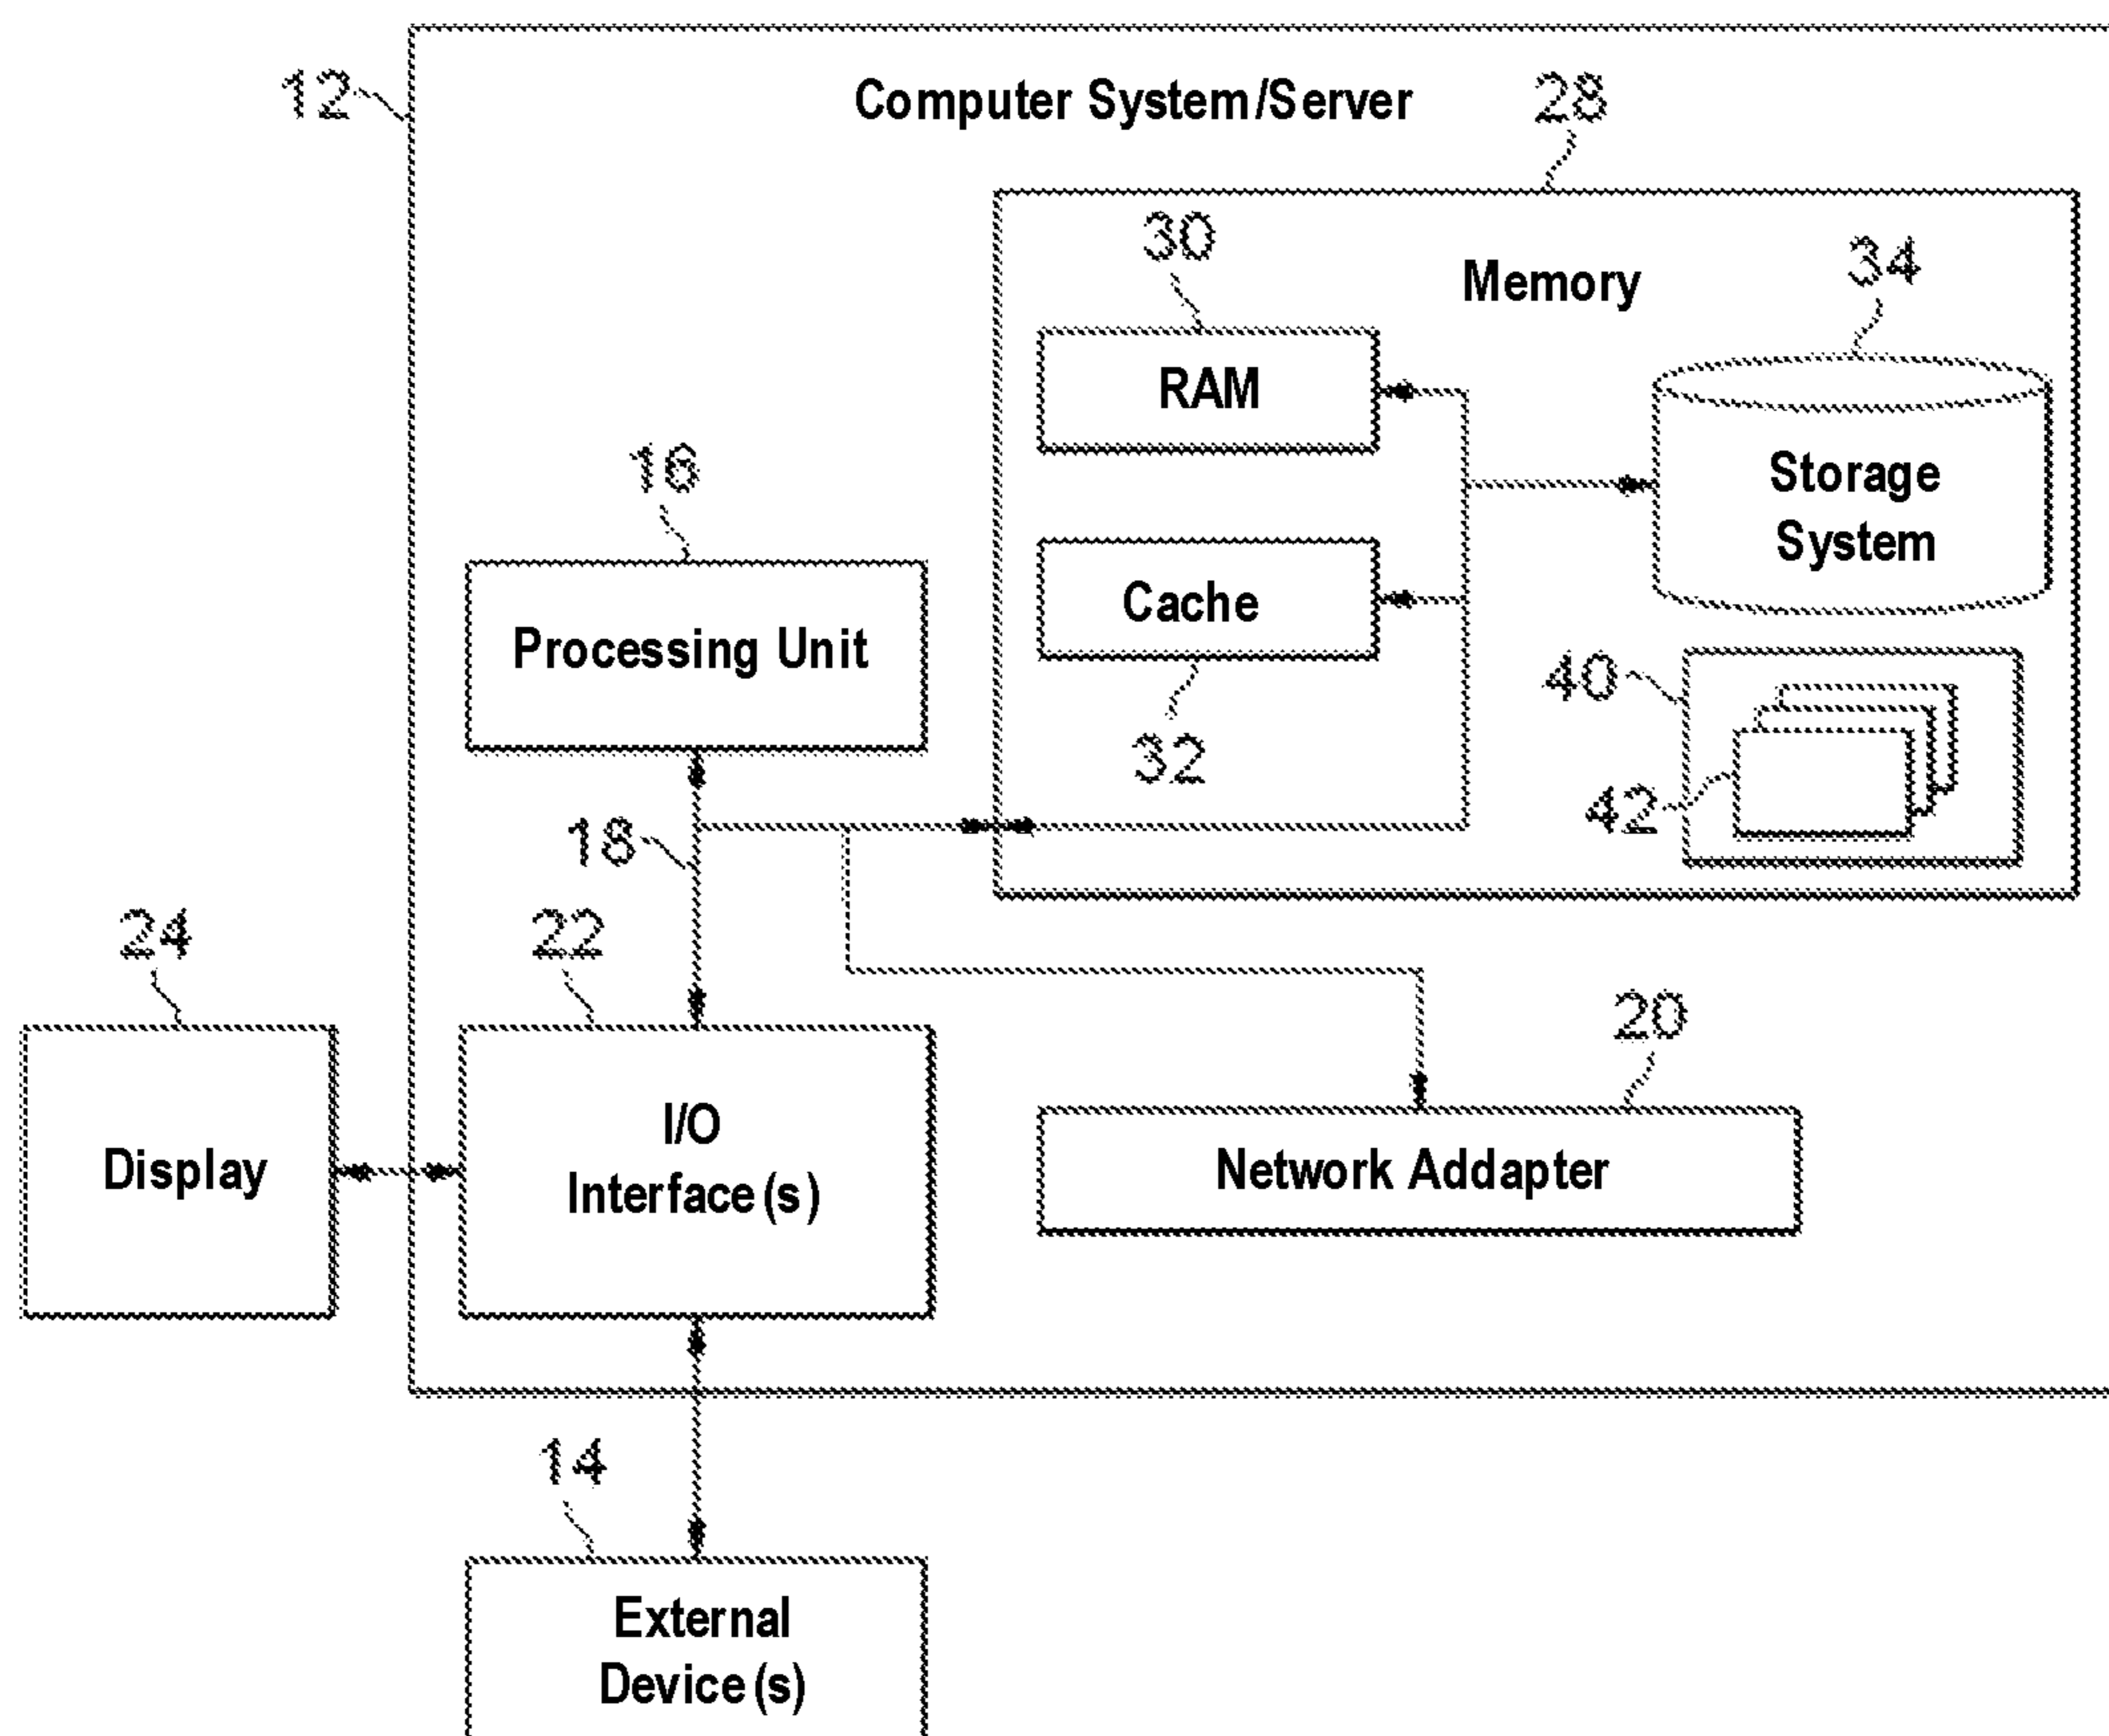 12
Computer System/Server
28
30
Memory
34
RAM
16
Storage
System
Cache
Processing Unit
40
32
42
18
24
22
20
I/O
Interface(s)
Display
Network Addapter
14
External
Device(s)